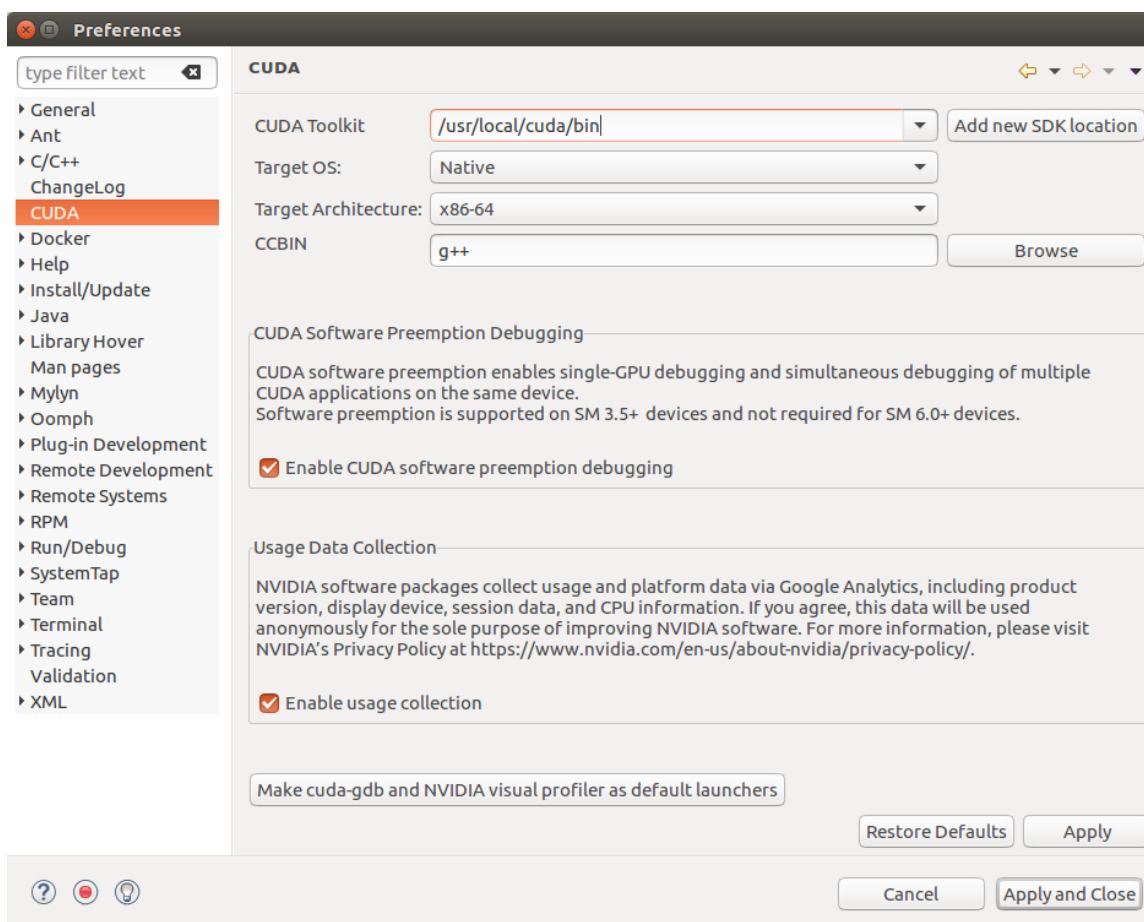 Preferences
type filter text
General
Ant
C/C++
ChangeLog
CUDA
Docker
Help
Install/Update
Java
Library Hover
Man pages
Mylyn
Oomph
Plug-in Development
Remote Development
Remote Systems
RPM
Run/Debug
SystemTap
Team
Terminal
Tracing
Validation
XML
CUDA
CUDA Toolkit
/usr/local/cuda/bin
Add new SDK location
Target OS:
Native
Target Architecture:
x86-64
CCBIN
g++
Browse
CUDA Software Preemption Debugging
CUDA software preemption enables single-GPU debugging and simultaneous debugging of multiple
CUDA applications on the same device.
Software preemption is supported on SM 3.5+ devices and not required for SM 6.0+ devices.
Enable CUDA software preemption debugging
Usage Data Collection
NVIDIA software packages collect usage and platform data via Google Analytics, including product
version, display device, session data, and CPU information. If you agree, this data will be used
anonymously for the sole purpose of improving NVIDIA software. For more information, please visit
NVIDIA's Privacy Policy at https://www.nvidia.com/en-us/about-nvidia/privacy-policy/.
Enable usage collection
Make cuda-gdb and NVIDIA visual profiler as default launchers
Restore Defaults
Apply
Cancel
Apply and Close